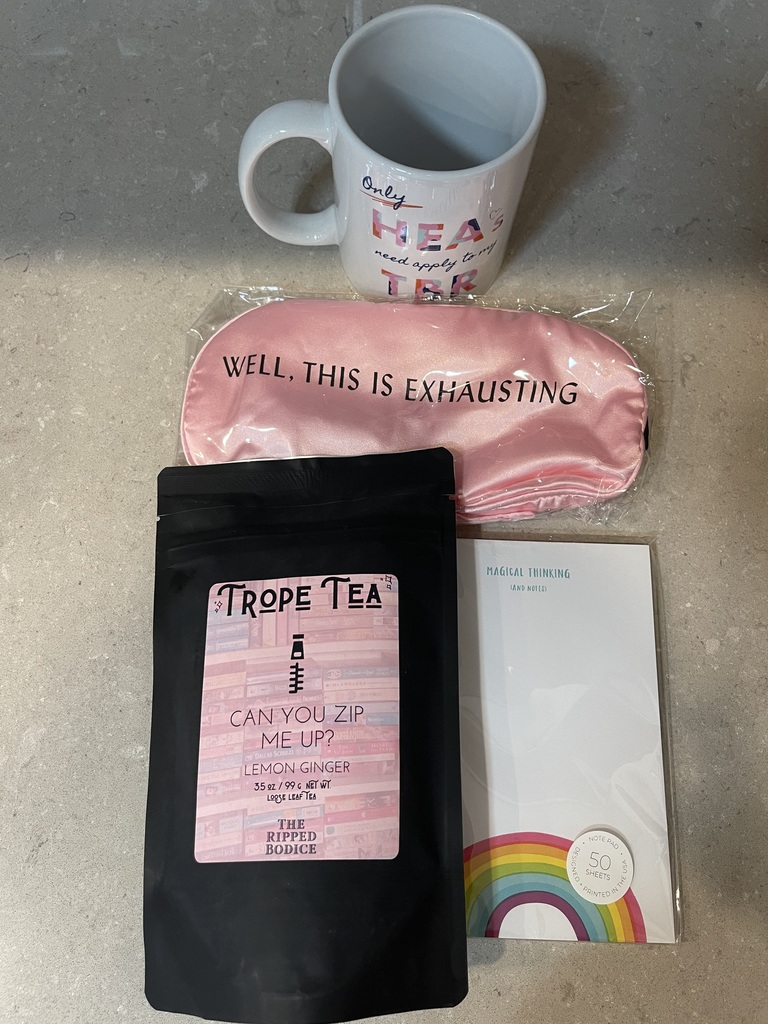 Only
HEA's
need apply to my
TBR
WELL, THIS IS EXHAUSTING
TROPE TEA
CAN YOU ZIP
ME UP?
LEMON GINGER
3.5 oz / 99 G NET WT
LOOSE LEAF TEA
THE
RIPPED
BODICE
MAGICAL THINKING
(AND NOTES)
NOTE PAD
50
SHEETS
DESIGNED + PRINTED IN THE USA